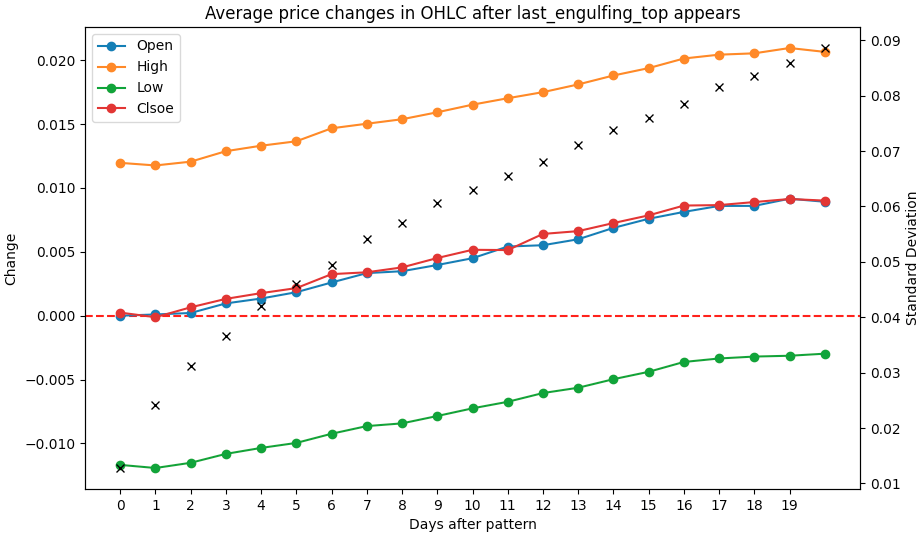 Average price changes in OHLC after last_engulfing_top appears
Open
High
Low
Clsoe
Change
0.020
0.015
0.010
0.005
0.000
−0.005
−0.010
0.09
0.08
0.07
0.06
0.05
0.04
0.03
0.02
0.01
Standard Deviation
0 1 2 3 4 5 6 7 8 9 10 11 12 13 14 15 16 17 18 19
Days after pattern